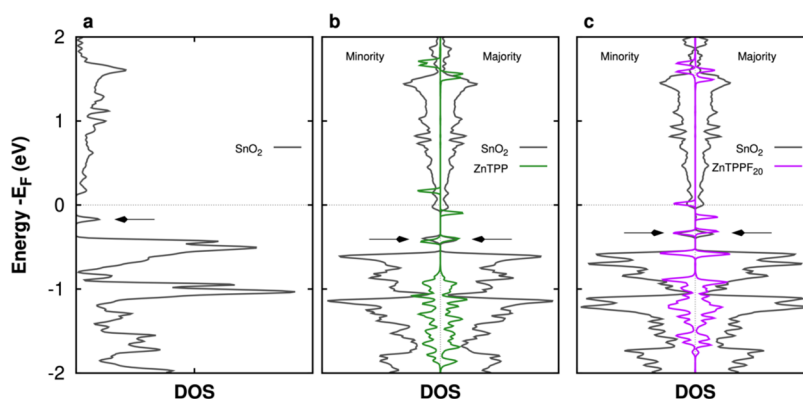 a
b
c
2
1
0
-1
-2
Energy -E_F (eV)
SnO₂
Minority
Majority
SnO₂
ZnTPP
Minority
Majority
SnO₂
ZnTPPF₂₀
DOS
DOS
DOS